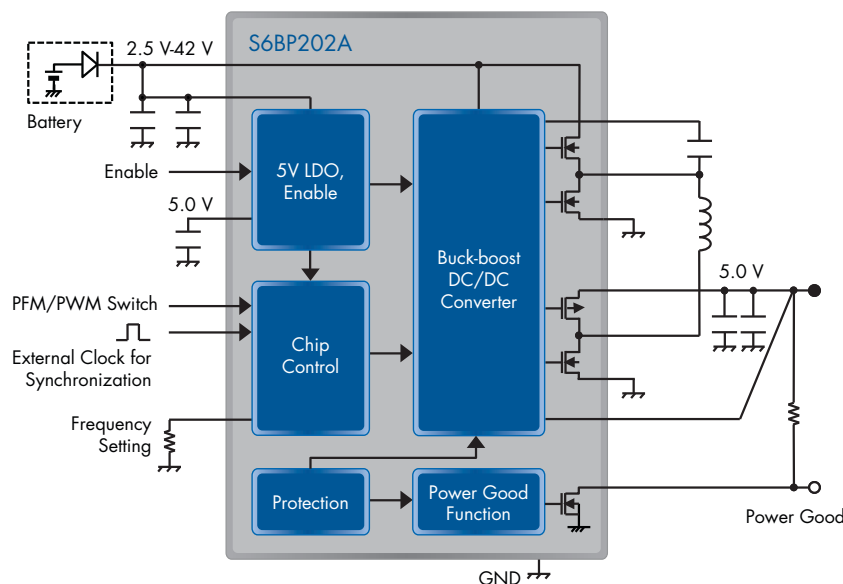 S6BP202A
2.5 V-42 V
Battery
Enable
5.0 V
5V LDO,
Enable
Buck-boost
DC/DC
Converter
5.0 V
PFM/PWM Switch
External Clock for
Synchronization
Chip
Control
Frequency
Setting
Protection
Power Good
Function
Power Good
GND